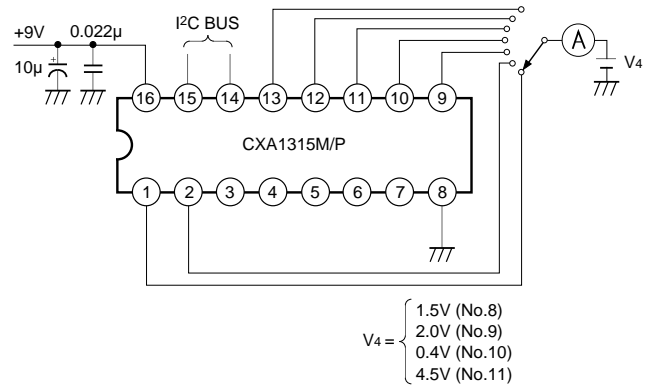 +9V
0.022μ
10μ
+
I²C BUS
A
V4
16 15 14 13 12 11 10 9
CXA1315M/P
1 2 3 4 5 6 7 8
V4 =
1.5V (No.8)
2.0V (No.9)
0.4V (No.10)
4.5V (No.11)